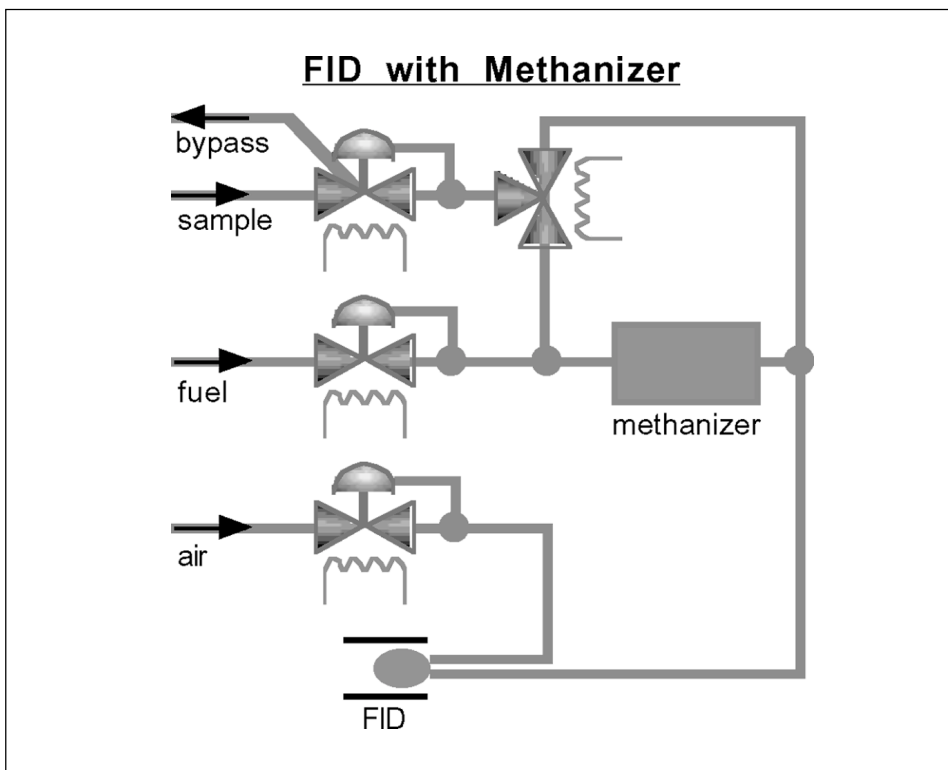 FID with Methanizer
bypass
sample
fuel
methanizer
air
FID